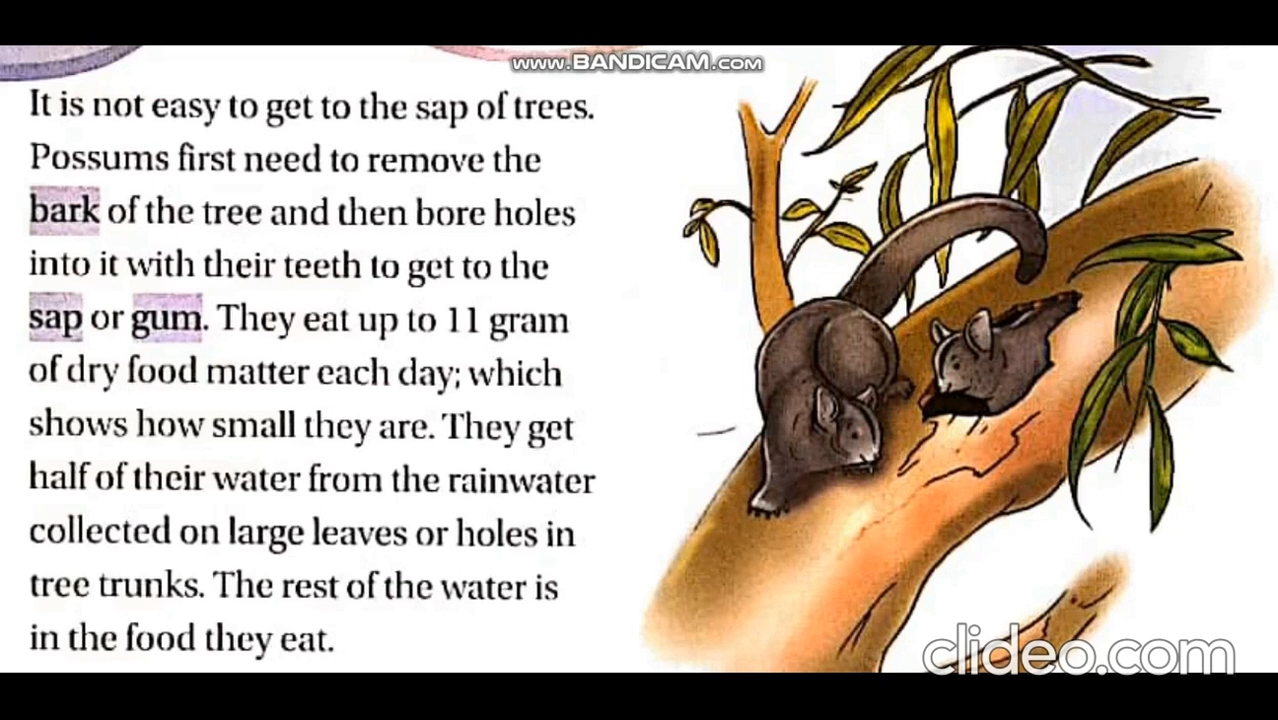 www.BANDICAM.com
It is not easy to get to the sap of trees.
Possums first need to remove the
bark of the tree and then bore holes
into it with their teeth to get to the
sap or gum. They eat up to 11 gram
of dry food matter each day; which
shows how small they are. They get
half of their water from the rainwater
collected on large leaves or holes in
tree trunks. The rest of the water is
in the food they eat.
clideo.com